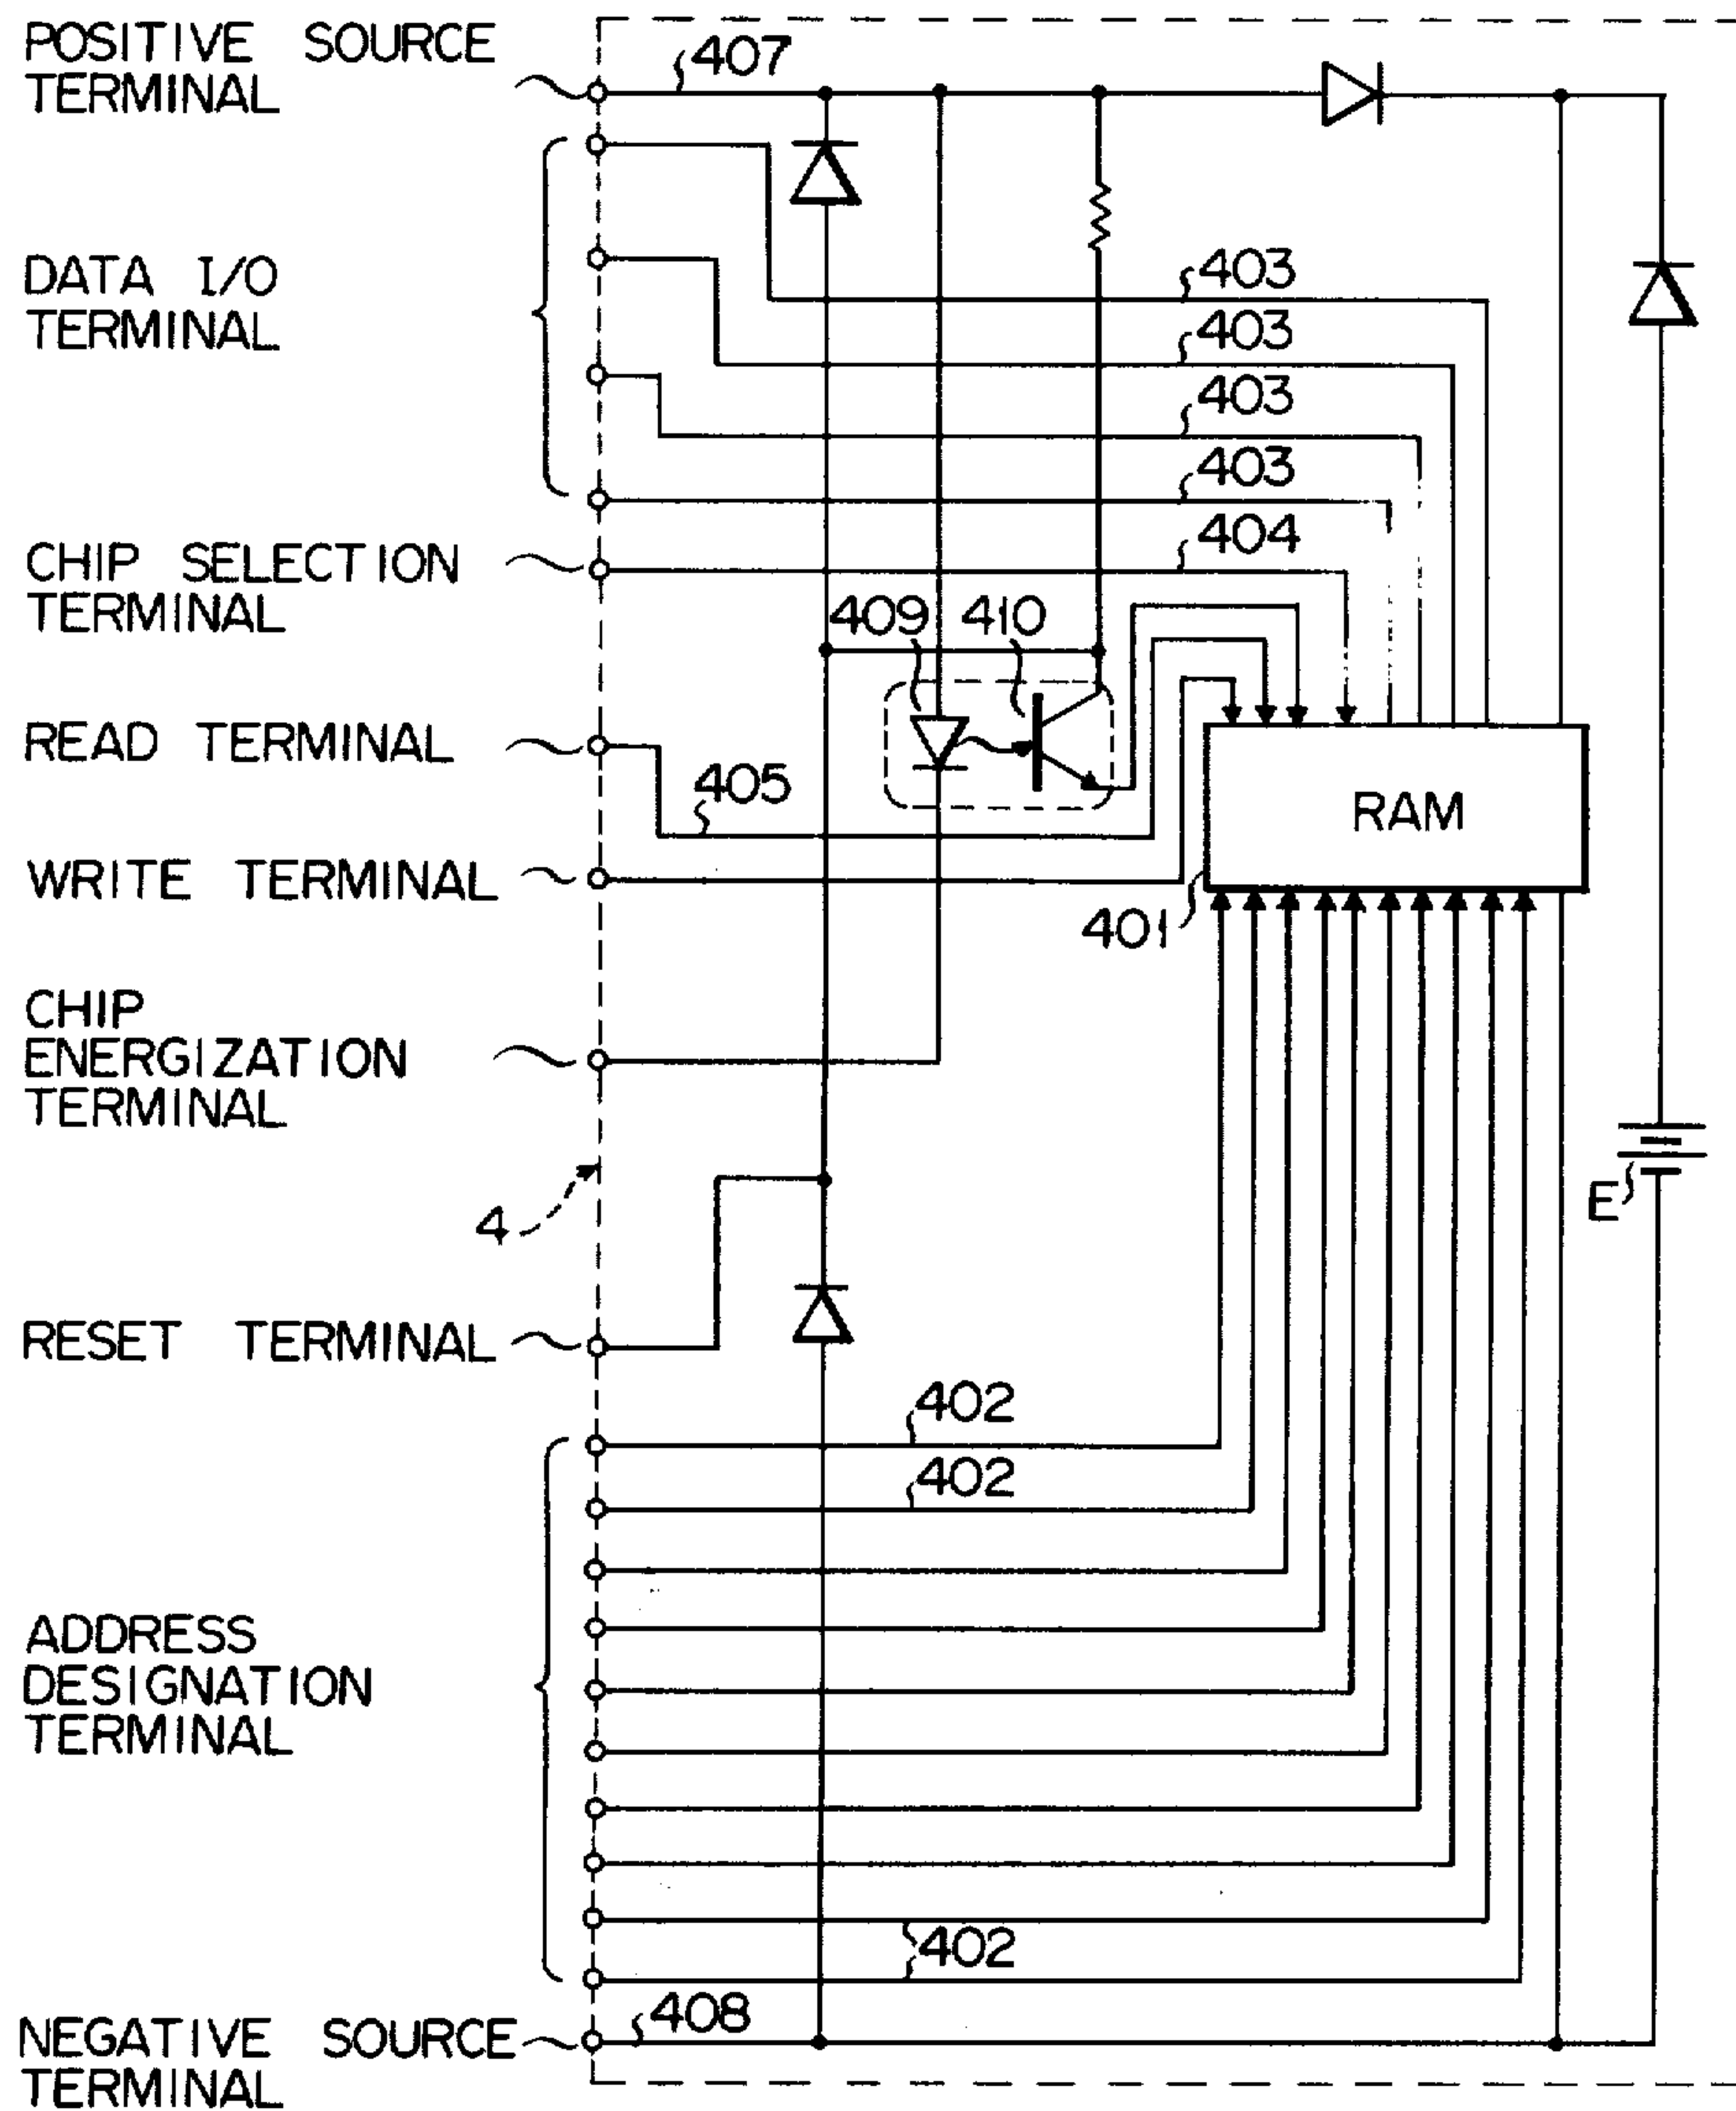 POSITIVE SOURCE
TERMINAL
407
DATA I/O
TERMINAL
403
403
403
403
CHIP SELECTION
TERMINAL
404
409 410
READ TERMINAL
405
RAM
WRITE TERMINAL
401
CHIP
ENERGIZATION
TERMINAL
4
E
RESET TERMINAL
402
402
ADDRESS
DESIGNATION
TERMINAL
402
408
NEGATIVE SOURCE
TERMINAL